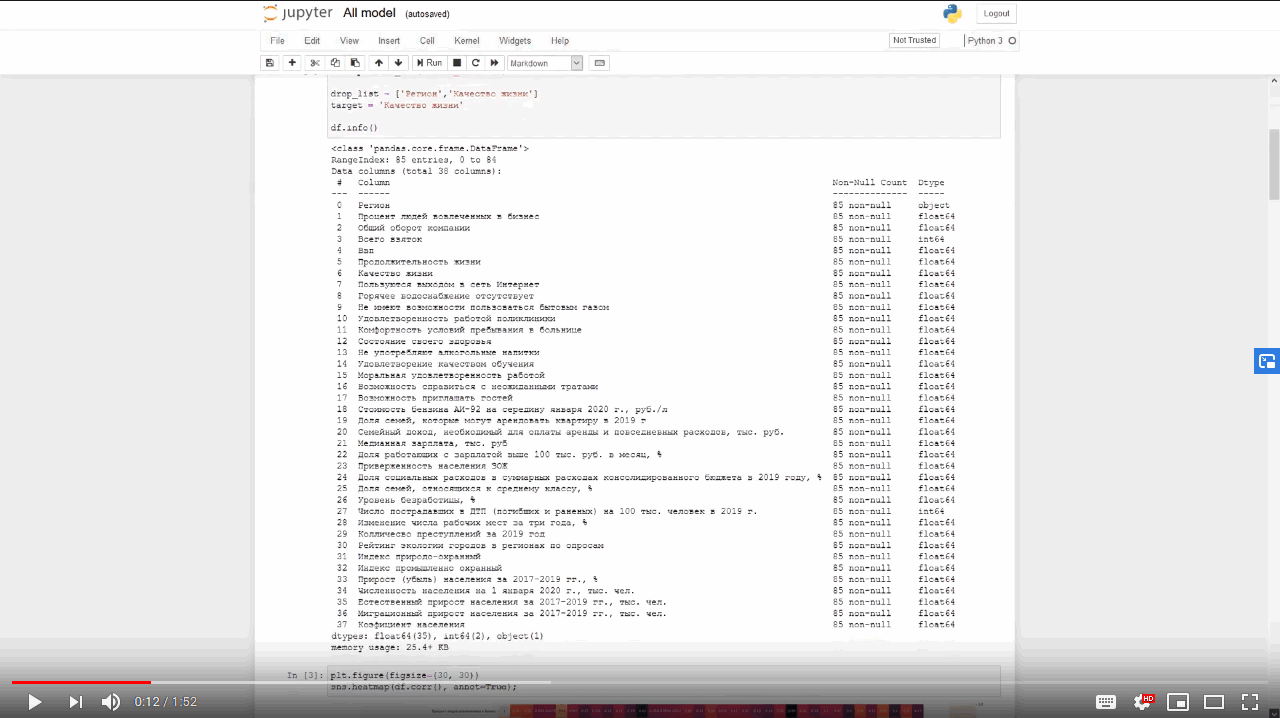 jupyter All model (autosaved) Logout
File Edit View Insert Cell Kernel Widgets Help Not Trusted Python 3
Run Markdown
drop_list = ['Регион','Качество жизни']
target = 'Качество жизни'
df.info()
<class 'pandas.core.frame.DataFrame'>
RangeIndex: 85 entries, 0 to 84
Data columns (total 38 columns):
# Column Non-Null Count Dtype
--- ------ -------------- -----
0 Регион 85 non-null object
1 Процент людей вовлеченных в бизнес 85 non-null float64
2 Общий оборот компании 85 non-null float64
3 Всего взяток 85 non-null int64
4 Ввп 85 non-null float64
5 Продолжительность жизни 85 non-null float64
6 Качество жизни 85 non-null float64
7 Пользуются выходом в сеть Интернет 85 non-null float64
8 Горячее водоснабжение отсутствует 85 non-null float64
9 Не имеют возможности пользоваться бытовым газом 85 non-null float64
10 Удовлетворенность работой поликлиники 85 non-null float64
11 Комфортность условий пребывания в больнице 85 non-null float64
12 Состояние своего здоровья 85 non-null float64
13 Не употребляют алкогольные напитки 85 non-null float64
14 Удовлетворение качеством обучения 85 non-null float64
15 Моральная удовлетворенность работой 85 non-null float64
16 Возможность справиться с неожиданными тратами 85 non-null float64
17 Возможность приглашать гостей 85 non-null float64
18 Стоимость бензина АИ-92 на середину января 2020 г., руб./л 85 non-null float64
19 Доля семей, которые могут арендовать квартиру в 2019 г 85 non-null float64
20 Семейный доход, необходимый для оплаты аренды и повседневных расходов, тыс. руб. 85 non-null float64
21 Медианная зарплата, тыс. руб 85 non-null float64
22 Доля работающих с зарплатой выше 100 тыс. руб. в месяц, % 85 non-null float64
23 Приверженность населения ЗОЖ 85 non-null float64
24 Доля социальных расходов в суммарных расходах консолидированного бюджета в 2019 году, % 85 non-null float64
25 Доля семей, относящихся к среднему классу, % 85 non-null float64
26 Уровень безработицы, % 85 non-null float64
27 Число пострадавших в ДТП (погибших и раненых) на 100 тыс. человек в 2019 г. 85 non-null int64
28 Изменение числа рабочих мест за три года, % 85 non-null float64
29 Колличесво преступлений за 2019 год 85 non-null float64
30 Рейтинг экологии городов в регионах по опросам 85 non-null float64
31 Индекс природо-охранный 85 non-null float64
32 Индекс промышленно охранный 85 non-null float64
33 Прирост (убыль) населения за 2017-2019 гг., % 85 non-null float64
34 Численность населения на 1 января 2020 г., тыс. чел. 85 non-null float64
35 Естественный прирост населения за 2017-2019 гг., тыс. чел. 85 non-null float64
36 Миграционный прирост населения за 2017-2019 гг., тыс. чел. 85 non-null float64
37 Коэфициент населения 85 non-null float64
dtypes: float64(35), int64(2), object(1)
memory usage: 25.4+ KB
In [3]: plt.figure(figsize=(30, 30))
sns.heatmap(df.corr(), annot=True);
0:12 / 1:52 HD